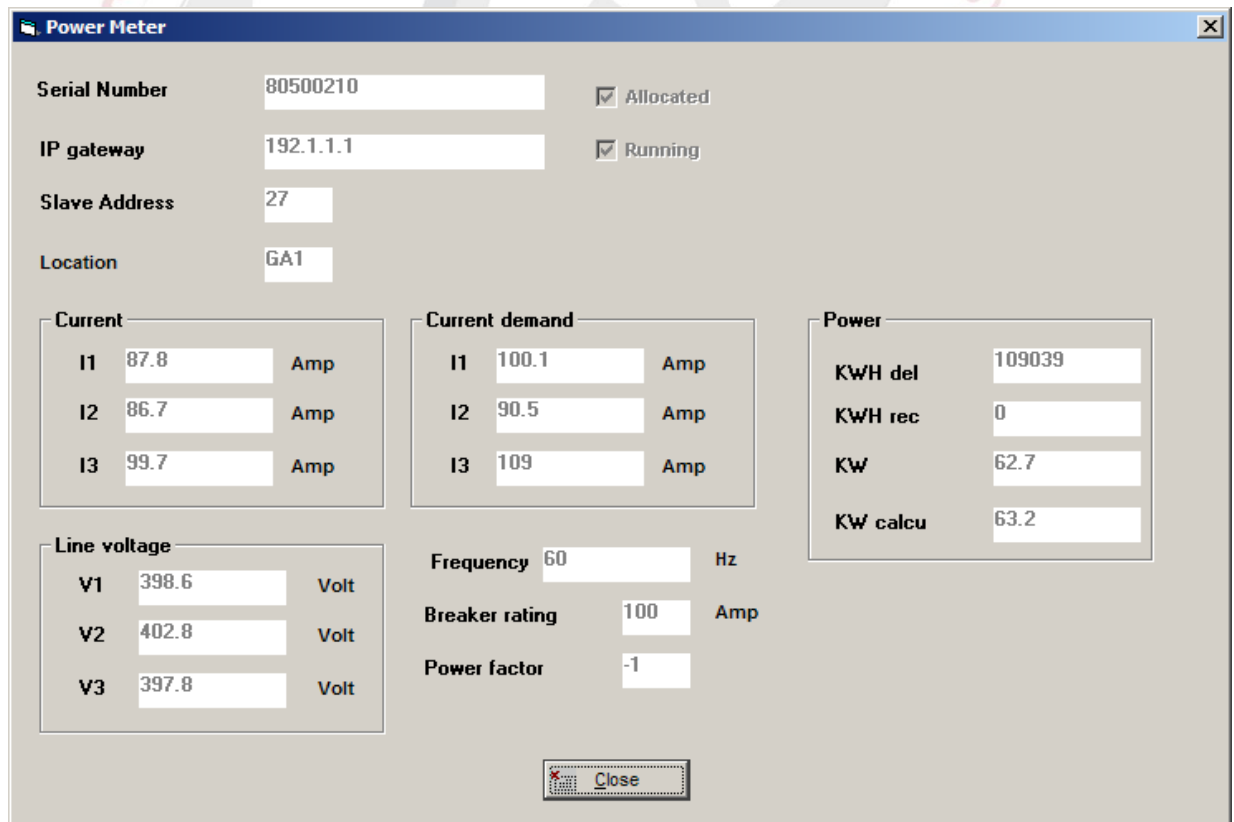 Power Meter
Serial Number 80500210 Allocated
IP gateway 192.1.1.1 Running
Slave Address 27
Location GA1
Current
I1 87.8 Amp
I2 86.7 Amp
I3 99.7 Amp
Current demand
I1 100.1 Amp
I2 90.5 Amp
I3 109 Amp
Power
KWH del 109039
KWH rec 0
KW 62.7
KW calcu 63.2
Line voltage
V1 398.6 Volt
V2 402.8 Volt
V3 397.8 Volt
Frequency 60 Hz
Breaker rating 100 Amp
Power factor -1
Close